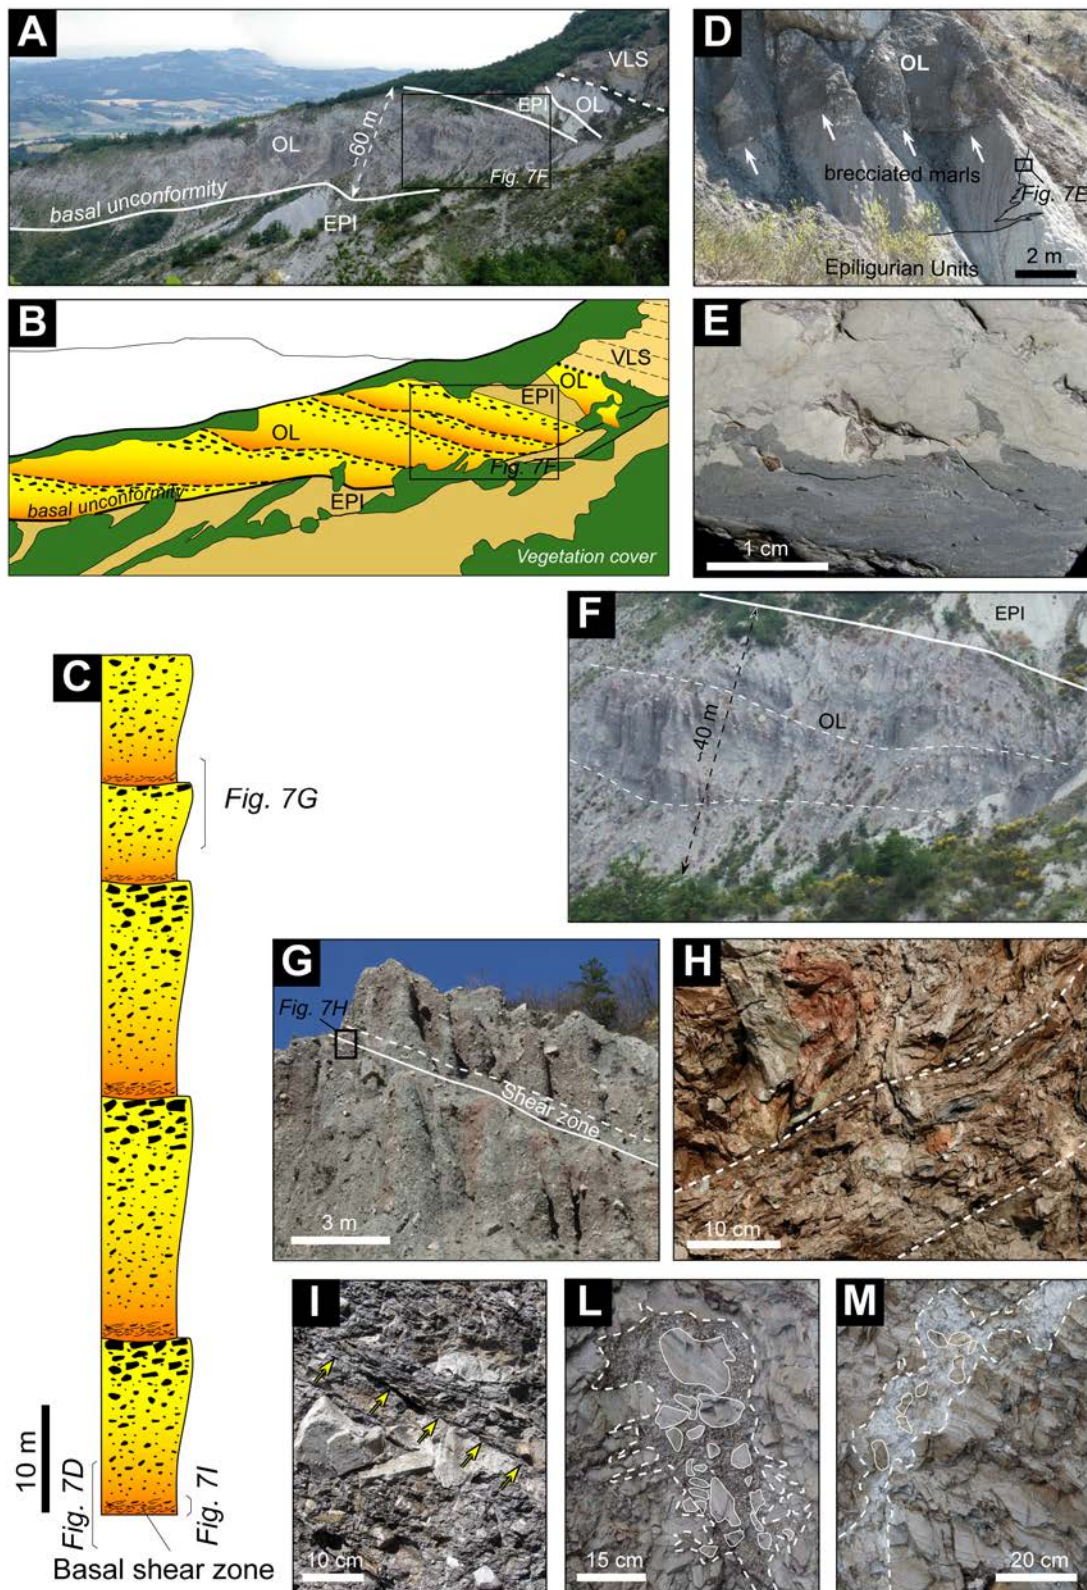 A
VLS
EPI
OL
OL
~60 m
Fig. 7F
basal unconformity
EPI
B
VLS
OL
EPI
OL
Fig. 7F
basal unconformity
EPI
Vegetation cover
C
Fig. 7G
10 m
Fig. 7D
Fig. 7I
Basal shear zone
D
OL
brecciated marls
Fig. 7E
Epiligurian Units
2 m
E
1 cm
F
EPI
OL
~40 m
G
Fig. 7H
Shear zone
3 m
H
10 cm
I
10 cm
L
15 cm
M
20 cm